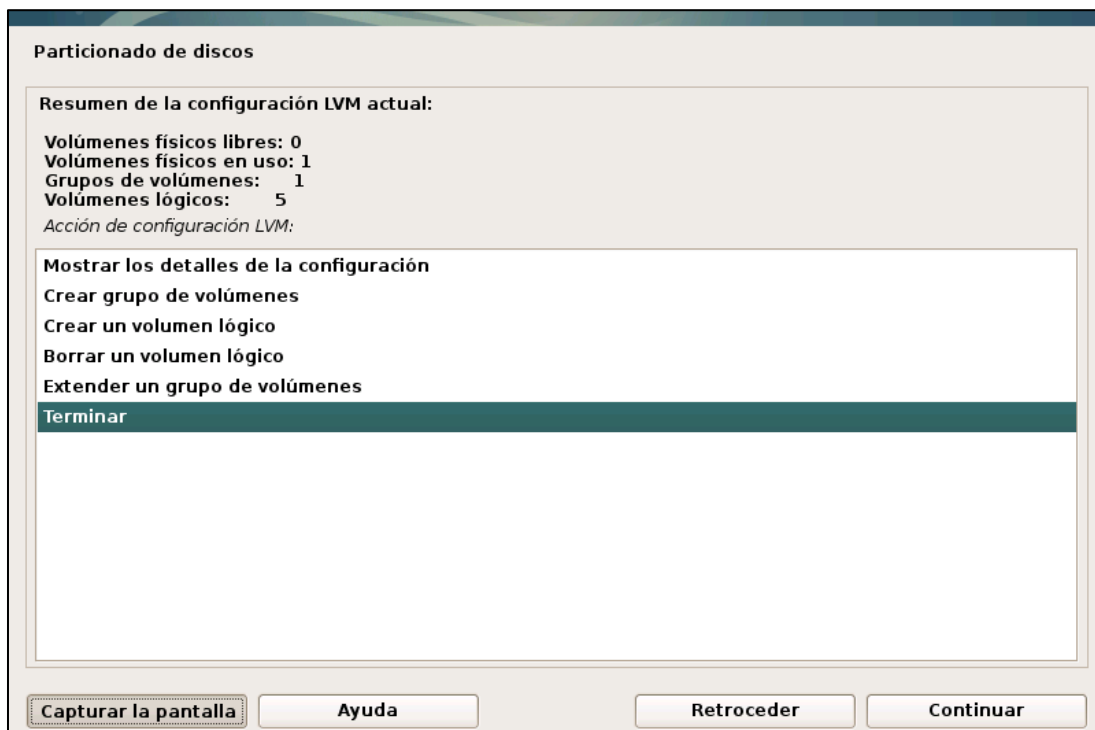 Particionado de discos
Resumen de la configuración LVM actual:
Volúmenes físicos libres: 0
Volúmenes físicos en uso: 1
Grupos de volúmenes: 1
Volúmenes lógicos: 5
Acción de configuración LVM:
Mostrar los detalles de la configuración
Crear grupo de volúmenes
Crear un volumen lógico
Borrar un volumen lógico
Extender un grupo de volúmenes
Terminar
Capturar la pantalla Ayuda Retroceder Continuar